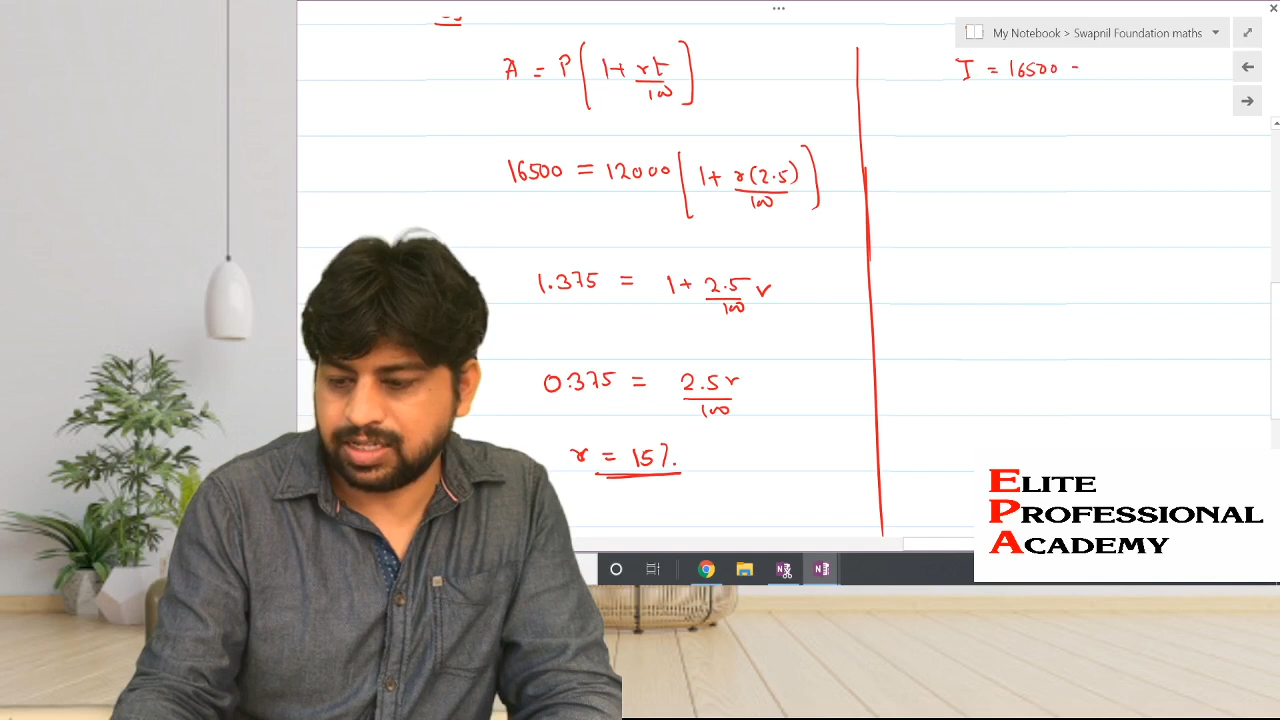 My Notebook > Swapnil Foundation maths
A = P [ 1 + rt/100 ]
16500 = 12000 [ 1 + r(2.5)/100 ]
1.375 = 1 + 2.5/100 r
0.375 = 2.5r/100
r = 15%.
I = 16500 -
ELITE
PROFESSIONAL
ACADEMY